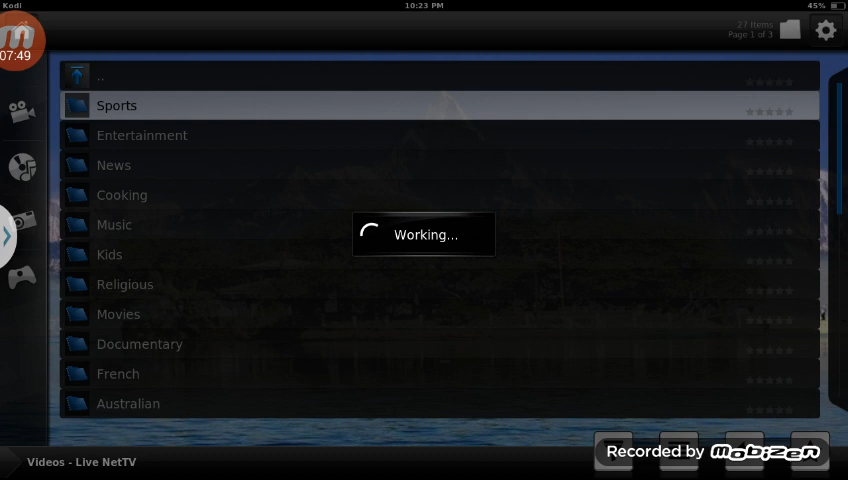 Kodi
10:23 PM
45%
27 Items
Page 1 of 3
07:49
..
Sports
Entertainment
News
Cooking
Music
Working...
Kids
Religious
Movies
Documentary
French
Australian
Recorded by mobizen
Videos - Live NetTV